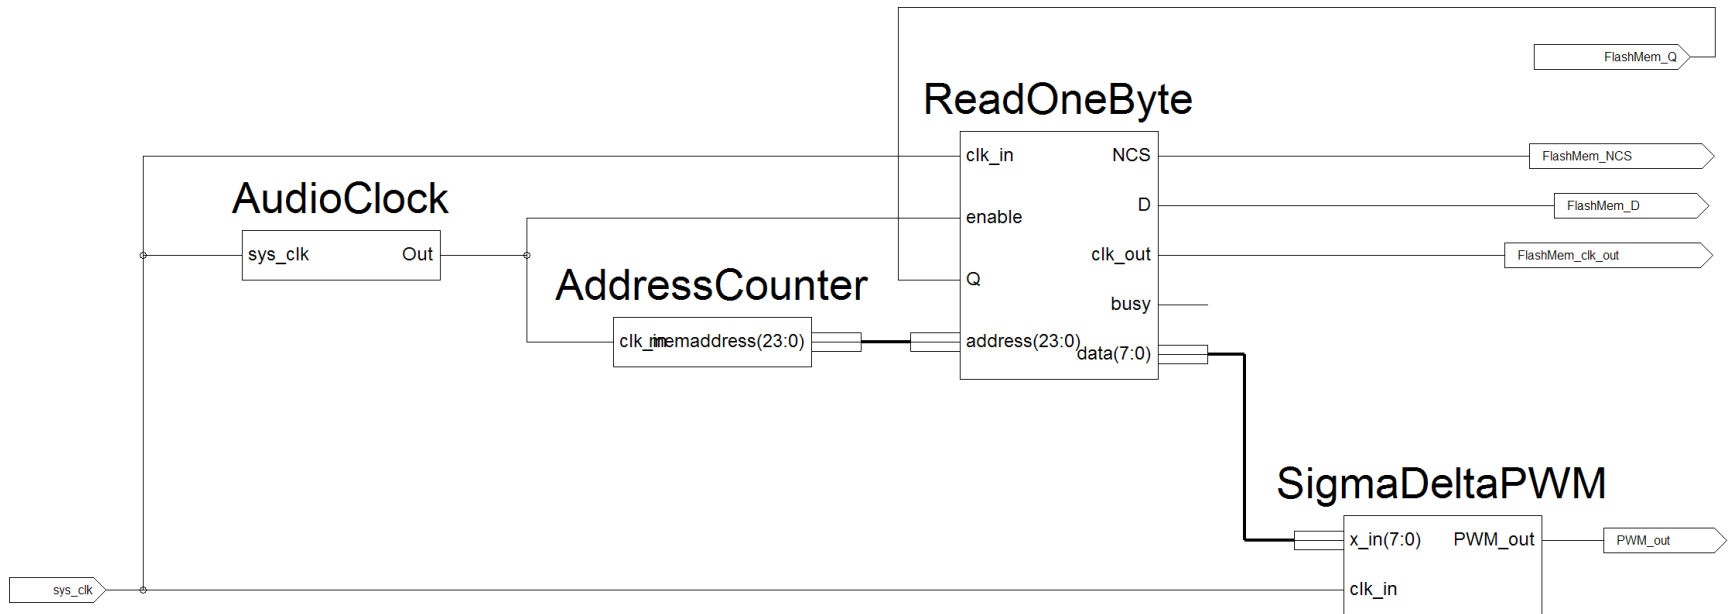 FlashMem_Q
ReadOneByte
clk_in
NCS
FlashMem_NCS
AudioClock
D
FlashMem_D
enable
sys_clk
Out
clk_out
FlashMem_clk_out
AddressCounter
Q
busy
clk_in
memaddress(23:0)
address(23:0)
data(7:0)
SigmaDeltaPWM
x_in(7:0)
PWM_out
PWM_out
sys_clk
clk_in